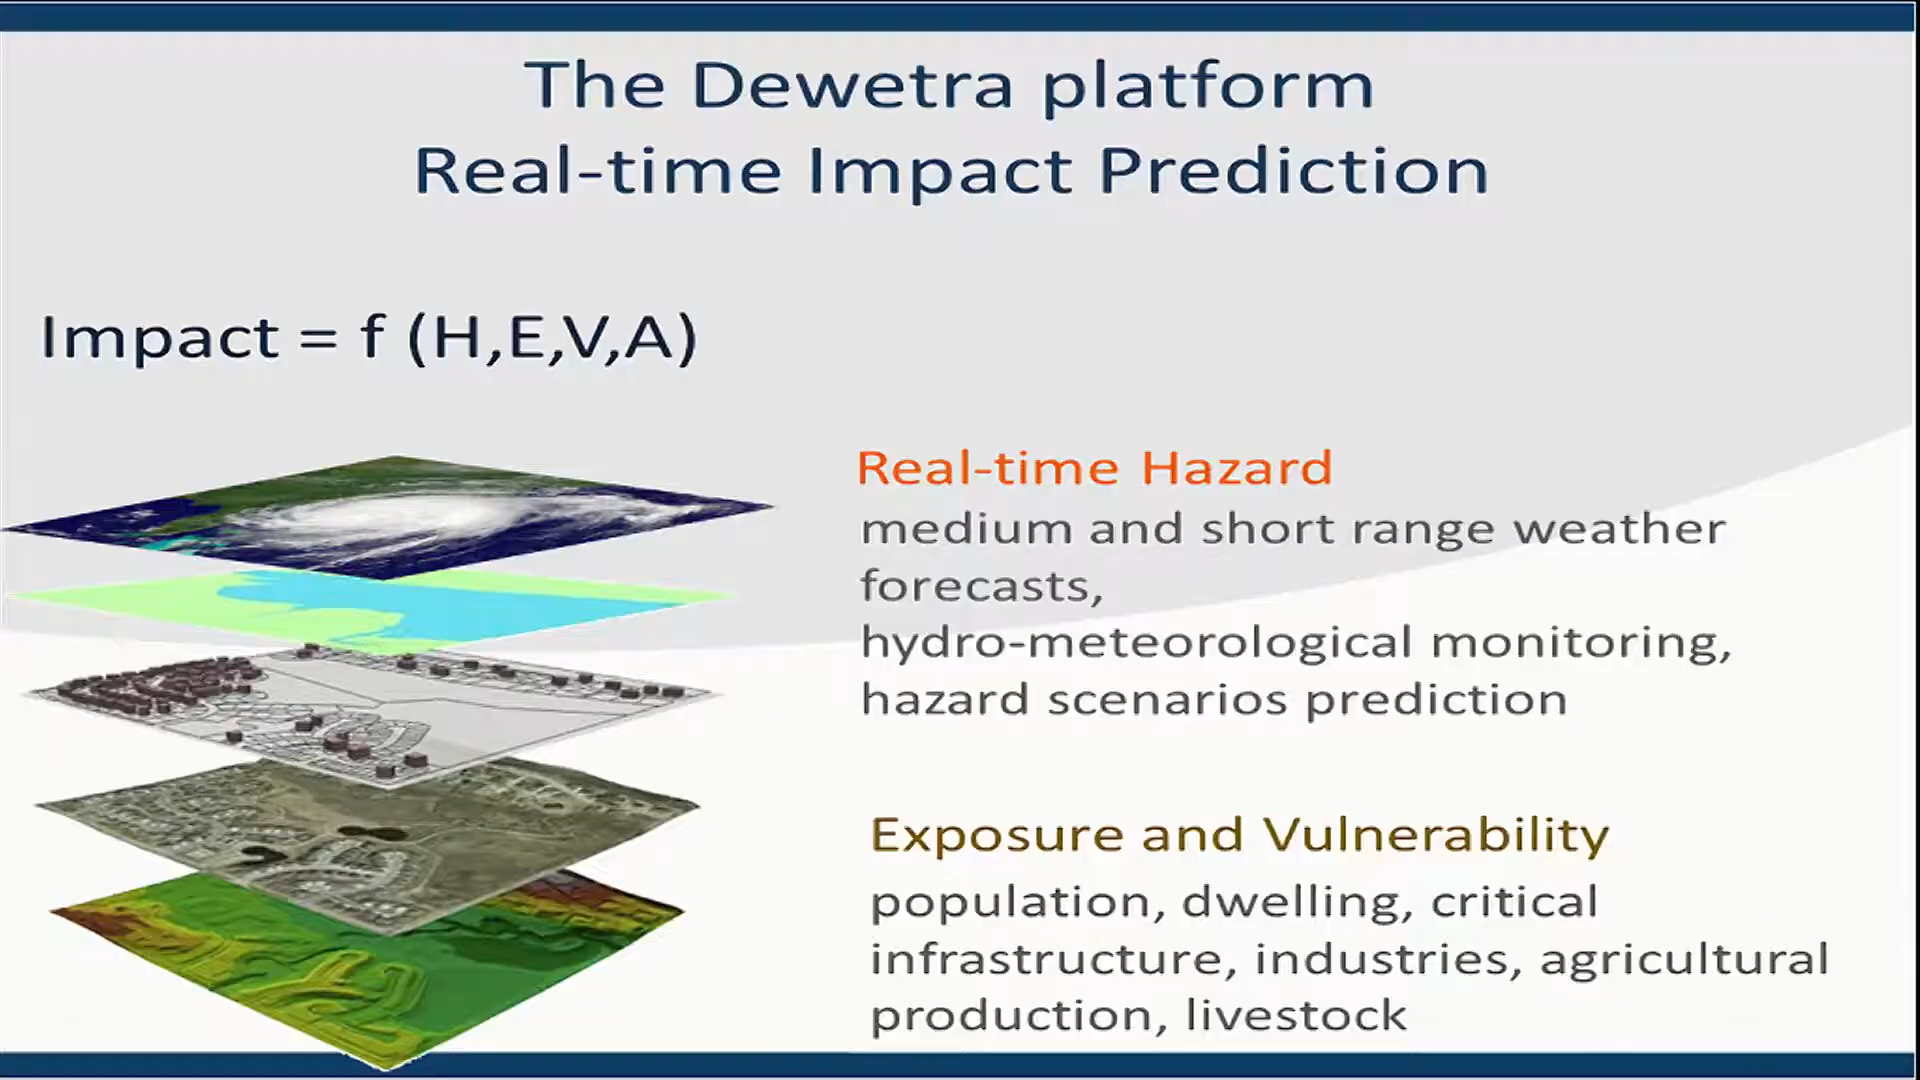 The Dewetra platform
Real-time Impact Prediction
Impact = f (H,E,V,A)
Real-time Hazard
medium and short range weather
forecasts,
hydro-meteorological monitoring,
hazard scenarios prediction
Exposure and Vulnerability
population, dwelling, critical
infrastructure, industries, agricultural
production, livestock